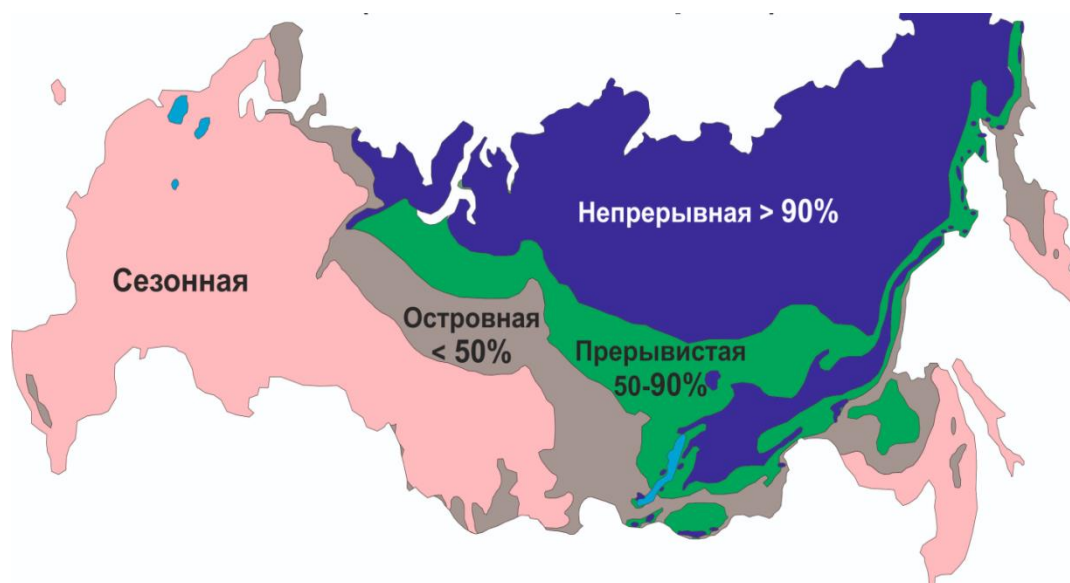 Сезонная
Островная
< 50%
Непрерывная > 90%
Прерывистая
50-90%